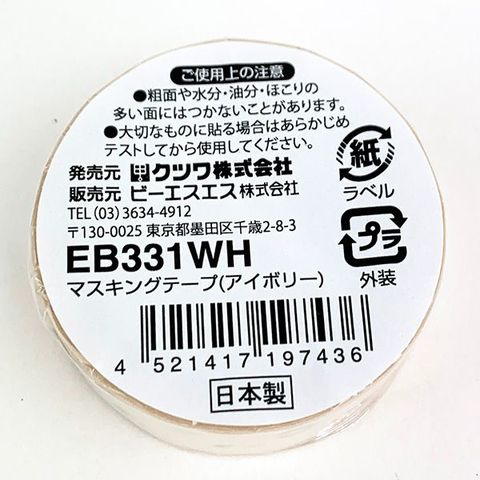 ご使用上の注意
●粗面や水分・油分・ほこりの
多い面にはつかないことがあります。
●大切なものに貼る場合はあらかじめ
テストしてから使用してください。
発売元 クツワ株式会社
販売元 ビーエスエス株式会社
TEL(03)3634-4912
〒130-0025 東京都墨田区千歳2-8-3
EB331WH
マスキングテープ(アイボリー)
紙
ラベル
プラ
外装
4 521417 197436
日本製